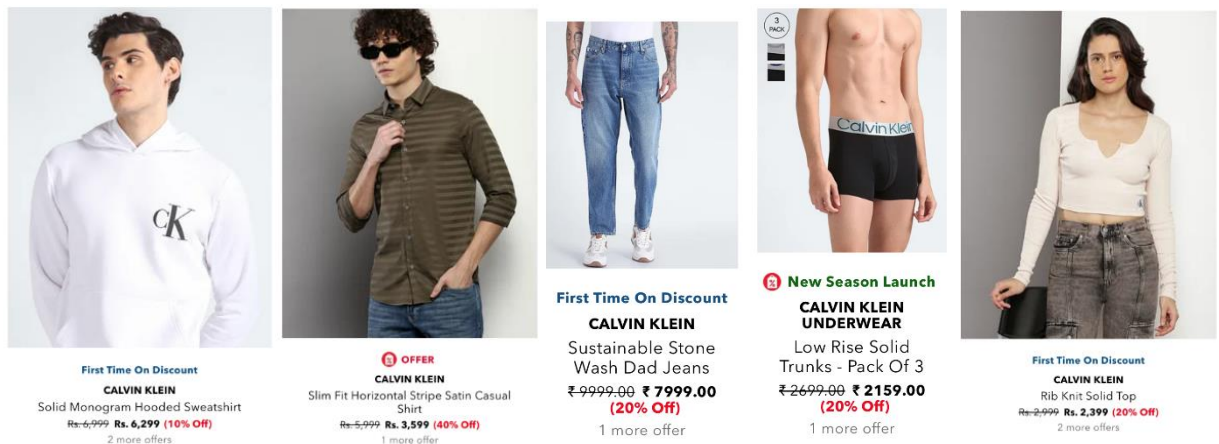 CK
First Time On Discount
CALVIN KLEIN
Solid Monogram Hooded Sweatshirt
Rs. 6,999 Rs. 6,299 (10% Off)
2 more offers
OFFER
CALVIN KLEIN
Slim Fit Horizontal Stripe Satin Casual
Shirt
Rs. 5,999 Rs. 3,599 (40% Off)
1 more offer
First Time On Discount
CALVIN KLEIN
Sustainable Stone
Wash Dad Jeans
₹ 9999.00 ₹ 7999.00
(20% Off)
1 more offer
3
PACK
Calvin Klein
New Season Launch
CALVIN KLEIN
UNDERWEAR
Low Rise Solid
Trunks - Pack Of 3
₹ 2699.00 ₹ 2159.00
(20% Off)
1 more offer
First Time On Discount
CALVIN KLEIN
Rib Knit Solid Top
Rs. 2,999 Rs. 2,399 (20% Off)
2 more offers